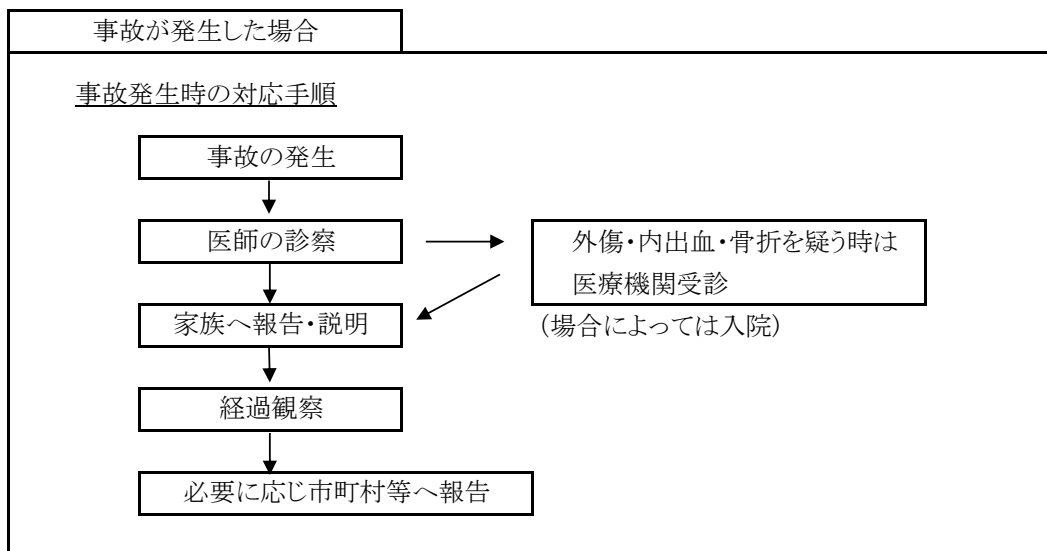 事故が発生した場合
事故発生時の対応手順
事故の発生
医師の診察
外傷・内出血・骨折を疑う時は
医療機関受診
(場合によっては入院)
家族へ報告・説明
経過観察
必要に応じ市町村等へ報告